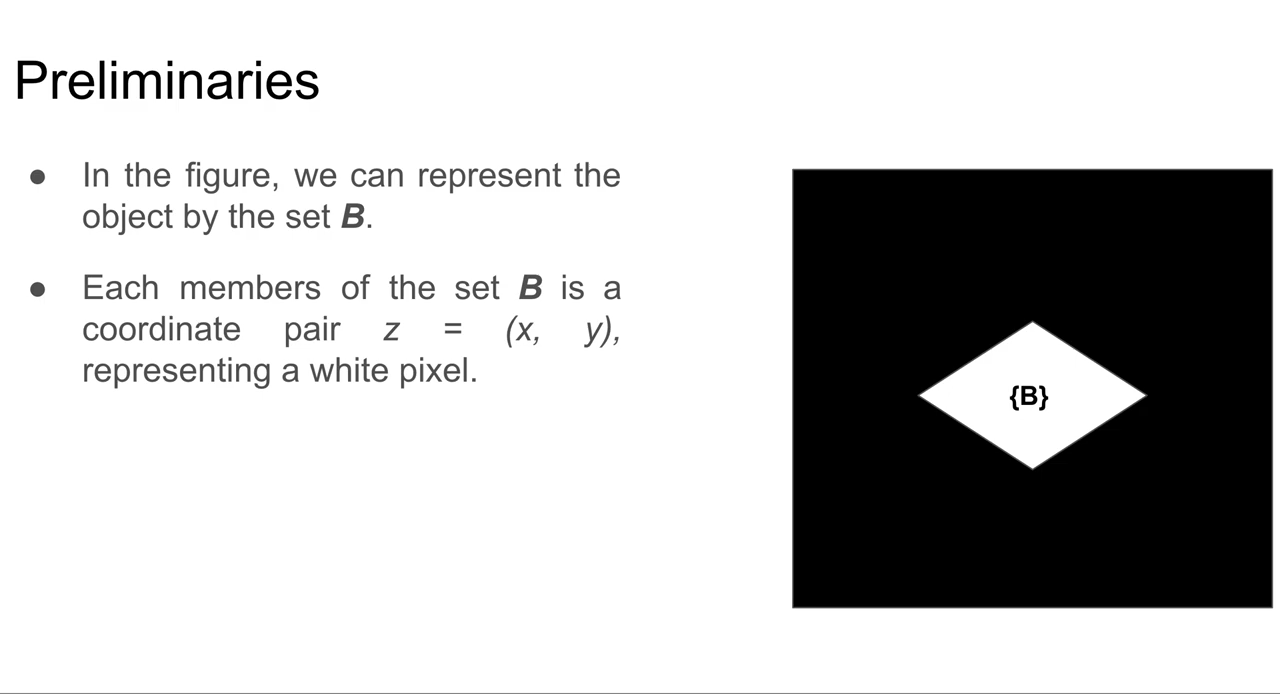 Preliminaries
● In the figure, we can represent the
object by the set B.
● Each members of the set B is a
coordinate pair z = (x, y),
representing a white pixel.
{B}